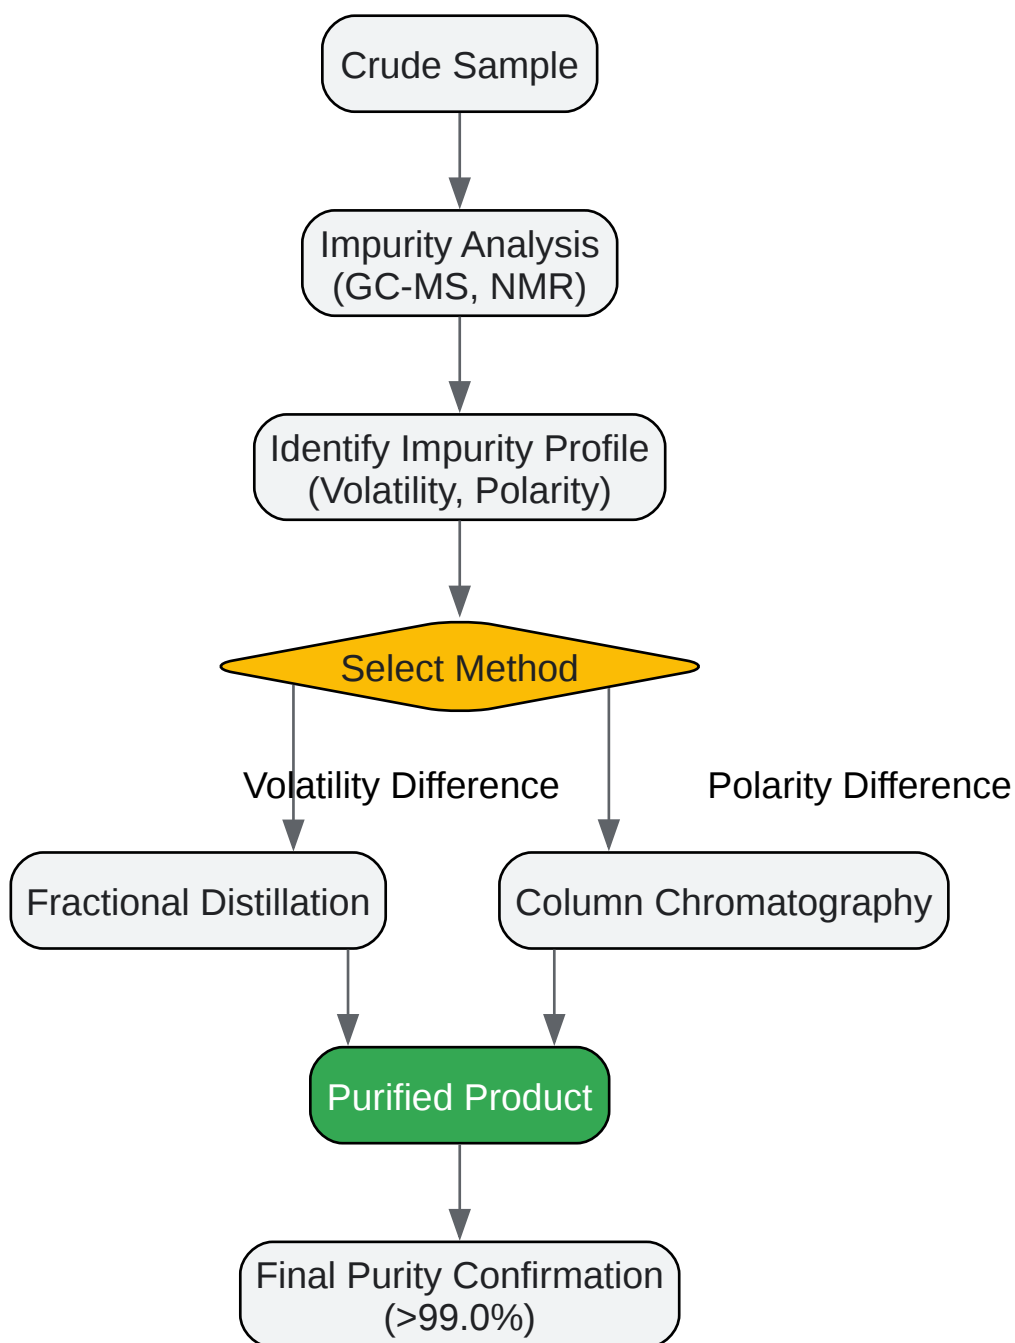 Crude Sample
Impurity Analysis
(GC-MS, NMR)
Identify Impurity Profile
(Volatility, Polarity)
Select Method
Volatility Difference
Polarity Difference
Fractional Distillation
Column Chromatography
Purified Product
Final Purity Confirmation
(>99.0%)